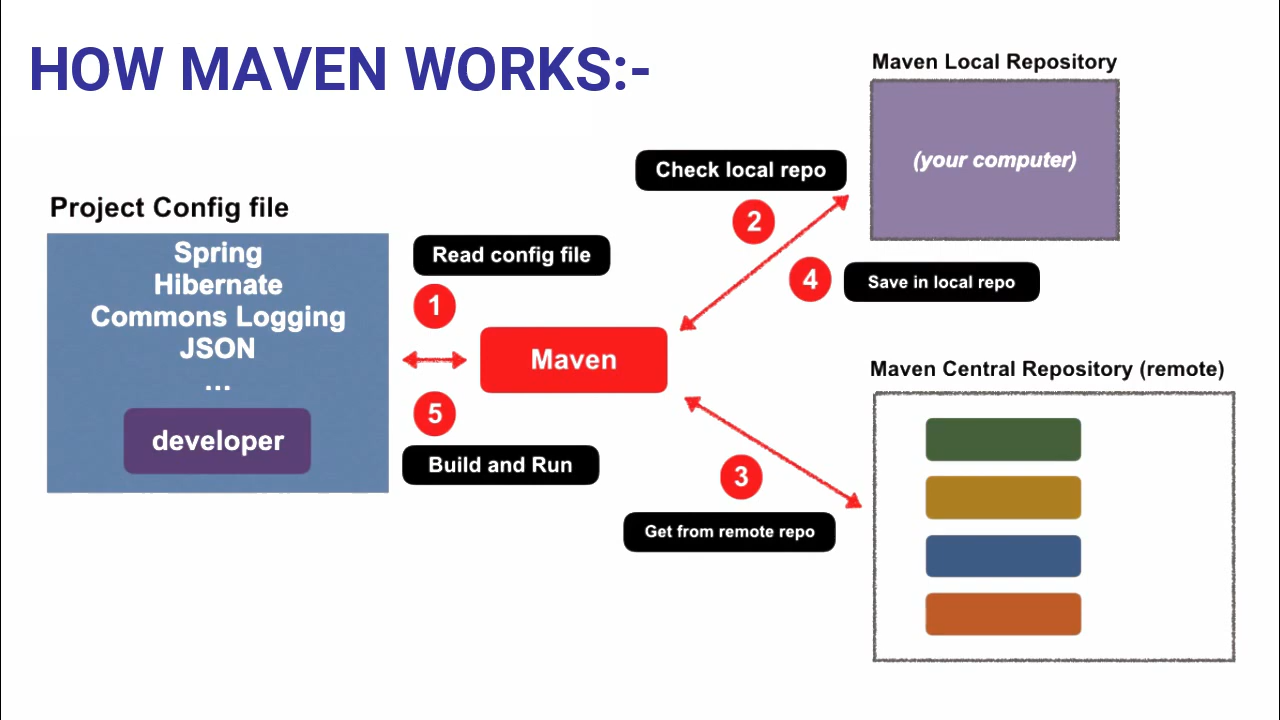 HOW MAVEN WORKS:-
Maven Local Repository
(your computer)
Check local repo
2
4
Save in local repo
Project Config file
Spring
Hibernate
Commons Logging
JSON
...
developer
Read config file
1
Maven
5
Build and Run
3
Get from remote repo
Maven Central Repository (remote)